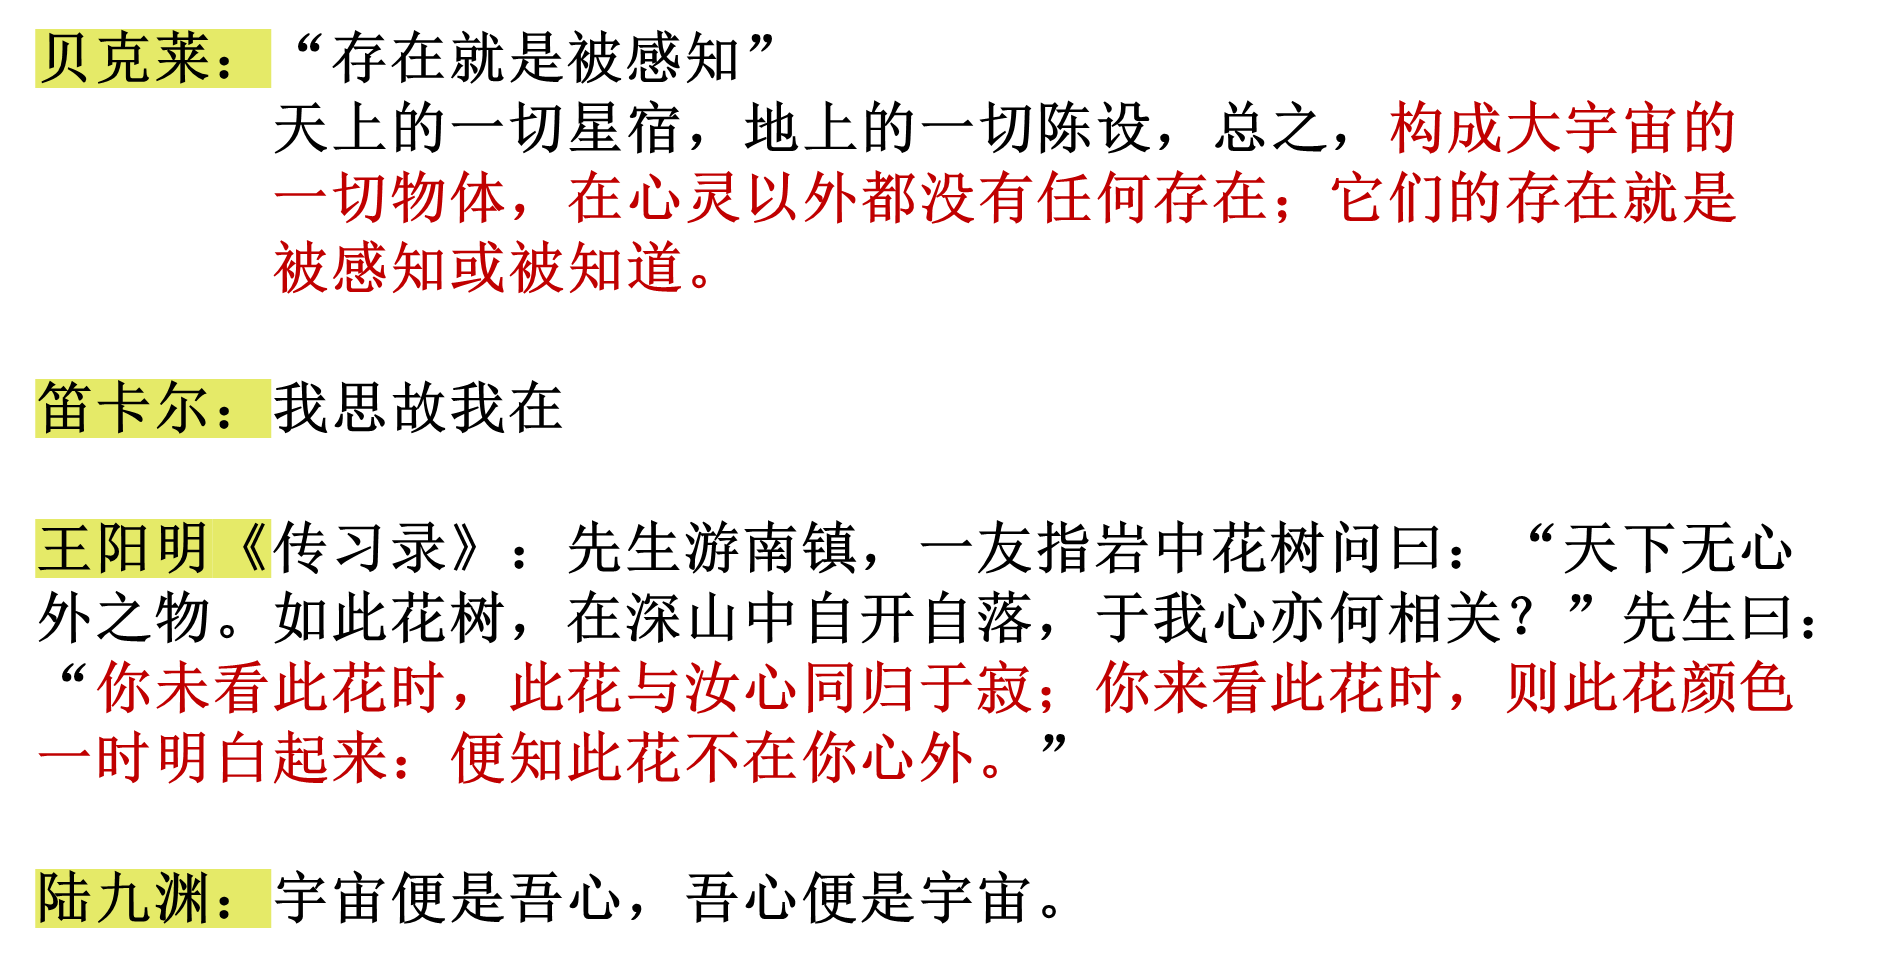 贝克莱：“存在就是被感知”
天上的一切星宿，地上的一切陈设，总之，构成大宇宙的
一切物体，在心灵以外都没有任何存在；它们的存在就是
被感知或被知道。
笛卡尔：我思故我在
王阳明《传习录》：先生游南镇，一友指岩中花树问曰：“天下无心
外之物。如此花树，在深山中自开自落，于我心亦何相关？”先生曰：
“你未看此花时，此花与汝心同归于寂；你来看此花时，则此花颜色
一时明白起来：便知此花不在你心外。”
陆九渊：宇宙便是吾心，吾心便是宇宙。